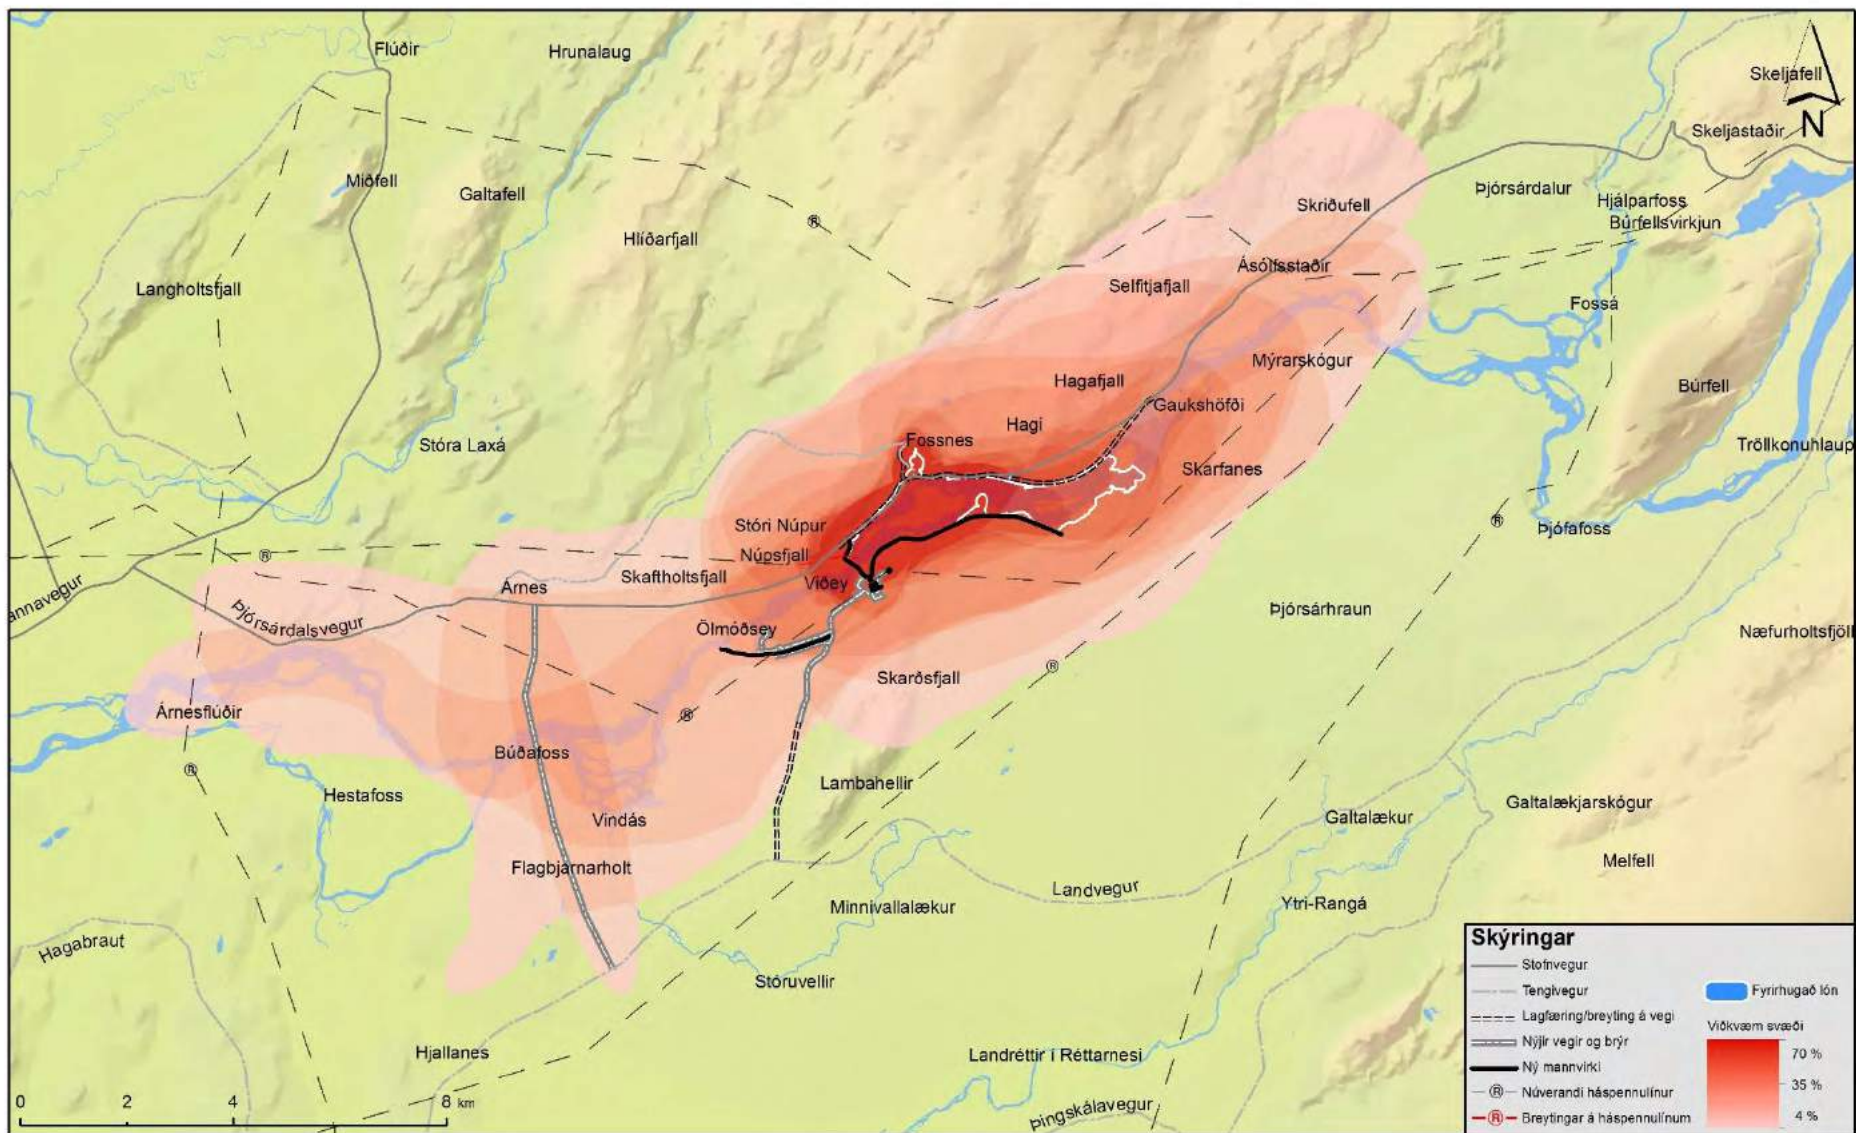 Flúðir
Hrunalaug
Skeljafell
N
Skeljastaðir
Miðfell
Galtafell
Þjórsárdalur
Hjálparfoss
Skriðufell
Búrfellsvirkjun
Hlíðarfjall
Ásólfsstaðir
Langholtsfjall
Selfitjafjall
Fossá
Mýrarskógur
Hagafjall
Búrfell
Gaukshöfði
Hagi
Fossnes
Stóra Laxá
Tröllkonuhlaup
Skarfanes
Stóri Núpur
Þjófafoss
Núpsfjall
Skaftholtsfjall
Viðey
Árnes
annavegur
Þjórsárdalsvegur
Þjórsárhraun
Ölmóðsey
Næfurholtsfjöll
Skarðsfjall
Árnesflúðir
Búðafoss
Lambahellir
Hestafoss
Galtalækjarskógur
Vindás
Galtalækur
Melfell
Flagbjarnarholt
Landvegur
Minnivallalækur
Ytri-Rangá
Hagabraut
Stóruvellir
Hjallanes
Landréttir í Réttarnesi
Þingskálavegur
0 2 4 8 km
Skýringar
Stofnvegur
Tengivegur
Lagfæring/breyting á vegi
Nýjir vegir og brýr
Ný mannvirki
Núverandi háspennulínur
Breytingar á háspennulínum
Fyrirhugað lón
Viðkvæm svæði
70 %
35 %
4 %